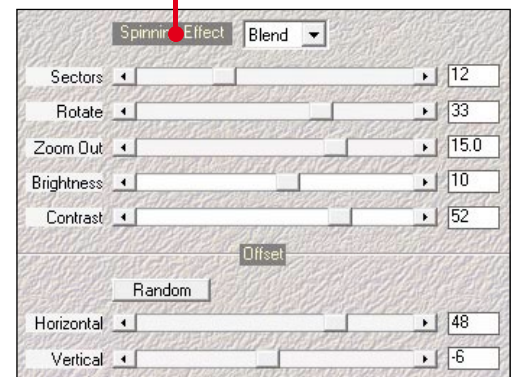 Spinning Effect Blend
Sectors 12
Rotate 33
Zoom Out 15.0
Brightness 10
Contrast 52
Offset
Random
Horizontal 48
Vertical -6